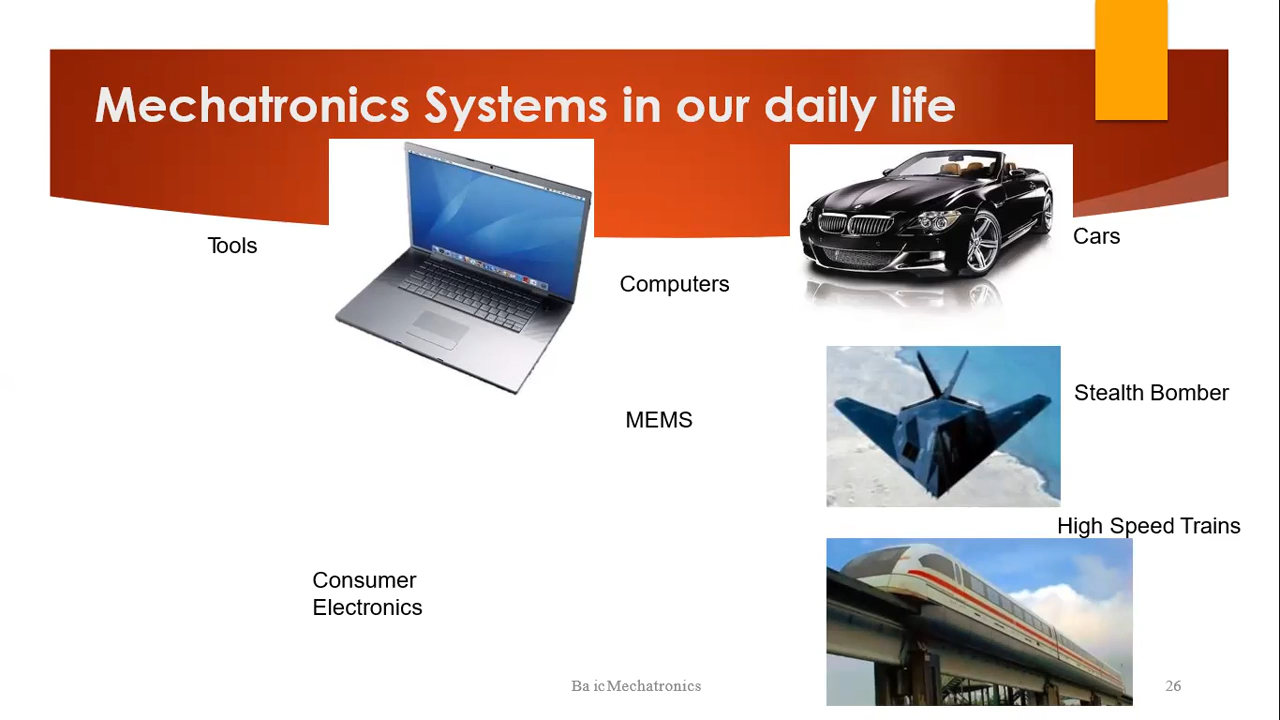 Mechatronics Systems in our daily life
Tools
Computers
Cars
MEMS
Stealth Bomber
High Speed Trains
Consumer
Electronics
Ba ic Mechatronics
26